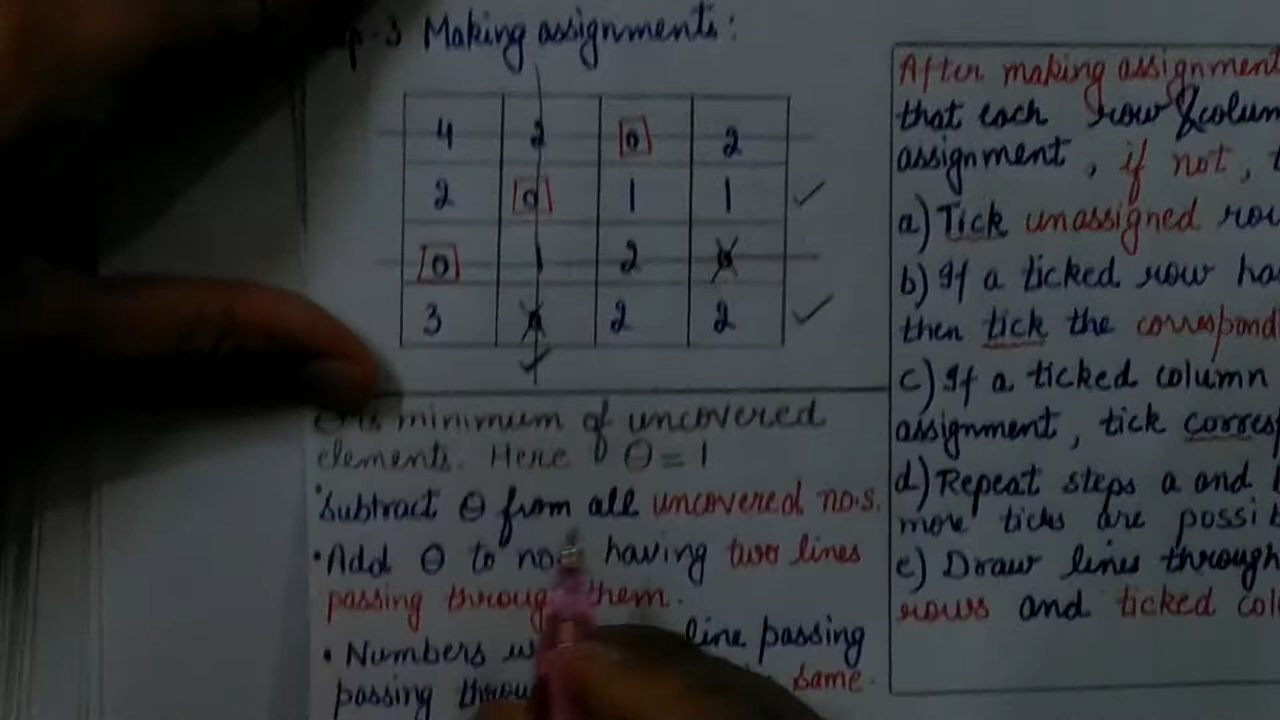 Making assignments:
4 2 0 2
2 0 1 1
0 1 2 0
3 0 2 2
minimum of uncovered
elements. Here θ = 1
Subtract θ from all uncovered no.s.
• Add θ to no having two lines
passing through them.
• Numbers line passing
passing same.
After making assignment
that each row & colum
assignment, if not,
a) Tick unassigned
b) If a ticked row
then tick the correspond
c) If a ticked column
assignment, tick
d) Repeat steps a and
more ticks are
e) Draw lines through
rows and ticked